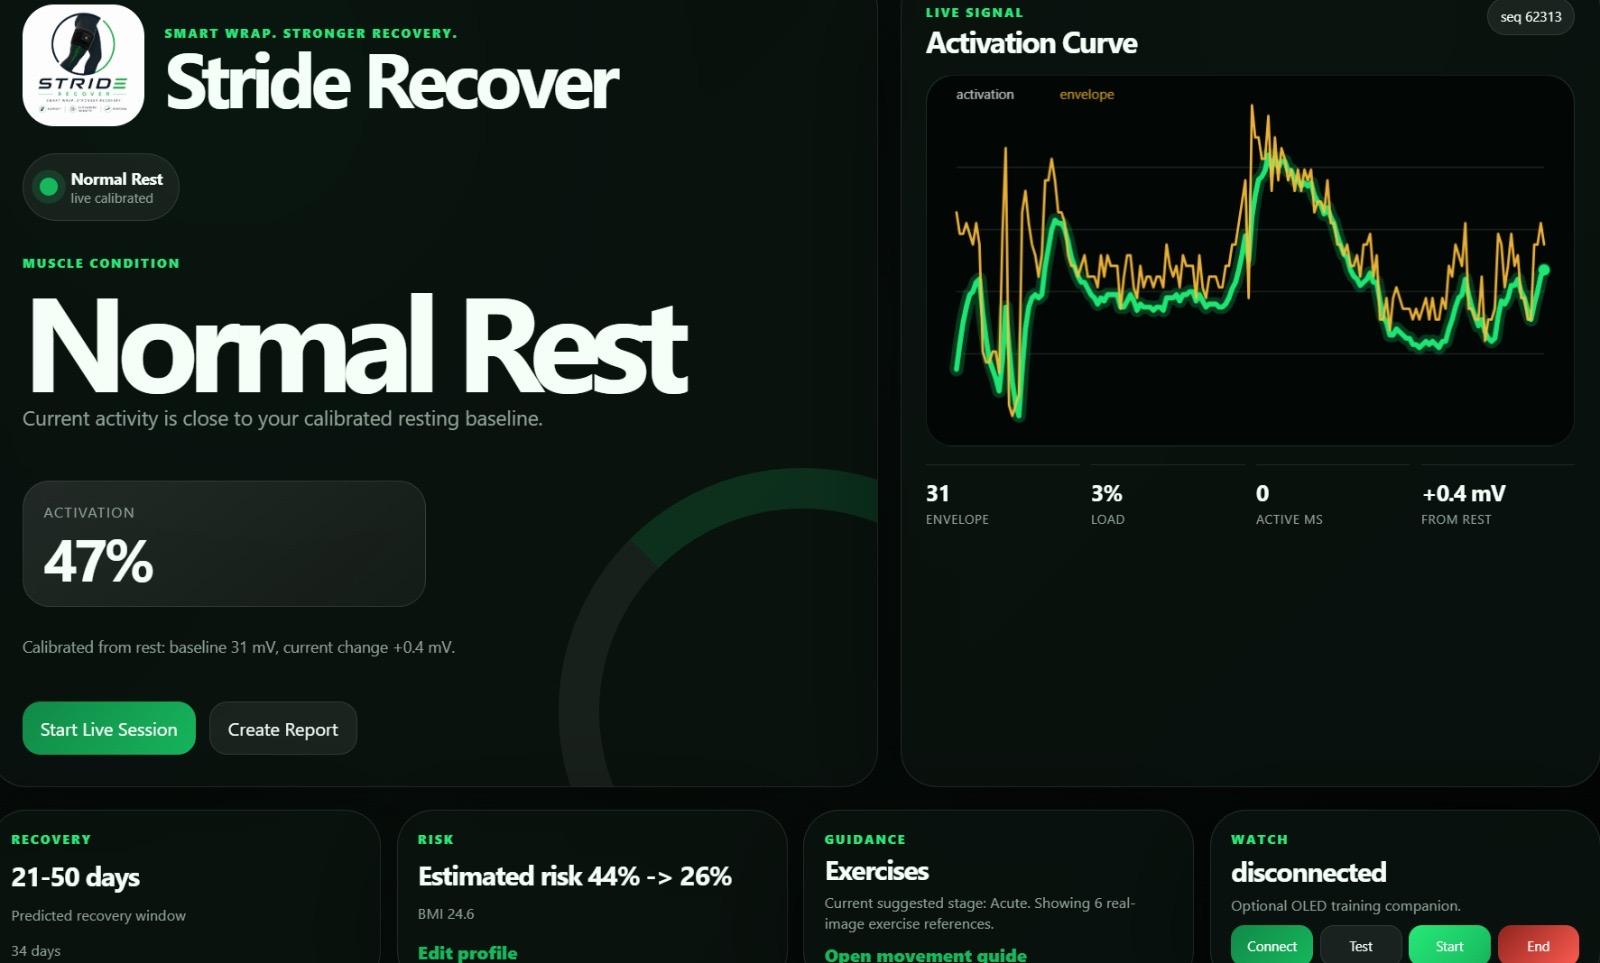 STRIDE
RECOVER
SMART WRAP. STRONGER RECOVERY.
SMART WRAP. STRONGER RECOVERY.
Stride Recover
Normal Rest
live calibrated
MUSCLE CONDITION
Normal Rest
Current activity is close to your calibrated resting baseline.
ACTIVATION
47%
Calibrated from rest: baseline 31 mV, current change +0.4 mV.
Start Live Session
Create Report
LIVE SIGNAL
Activation Curve
seq 62313
activation
envelope
31
ENVELOPE
3%
LOAD
0
ACTIVE MS
+0.4 mV
FROM REST
RECOVERY
21-50 days
Predicted recovery window
34 days
RISK
Estimated risk 44% -> 26%
BMI 24.6
Edit profile
GUIDANCE
Exercises
Current suggested stage: Acute. Showing 6 real-
image exercise references.
Open movement guide
WATCH
disconnected
Optional OLED training companion.
Connect
Test
Start
End